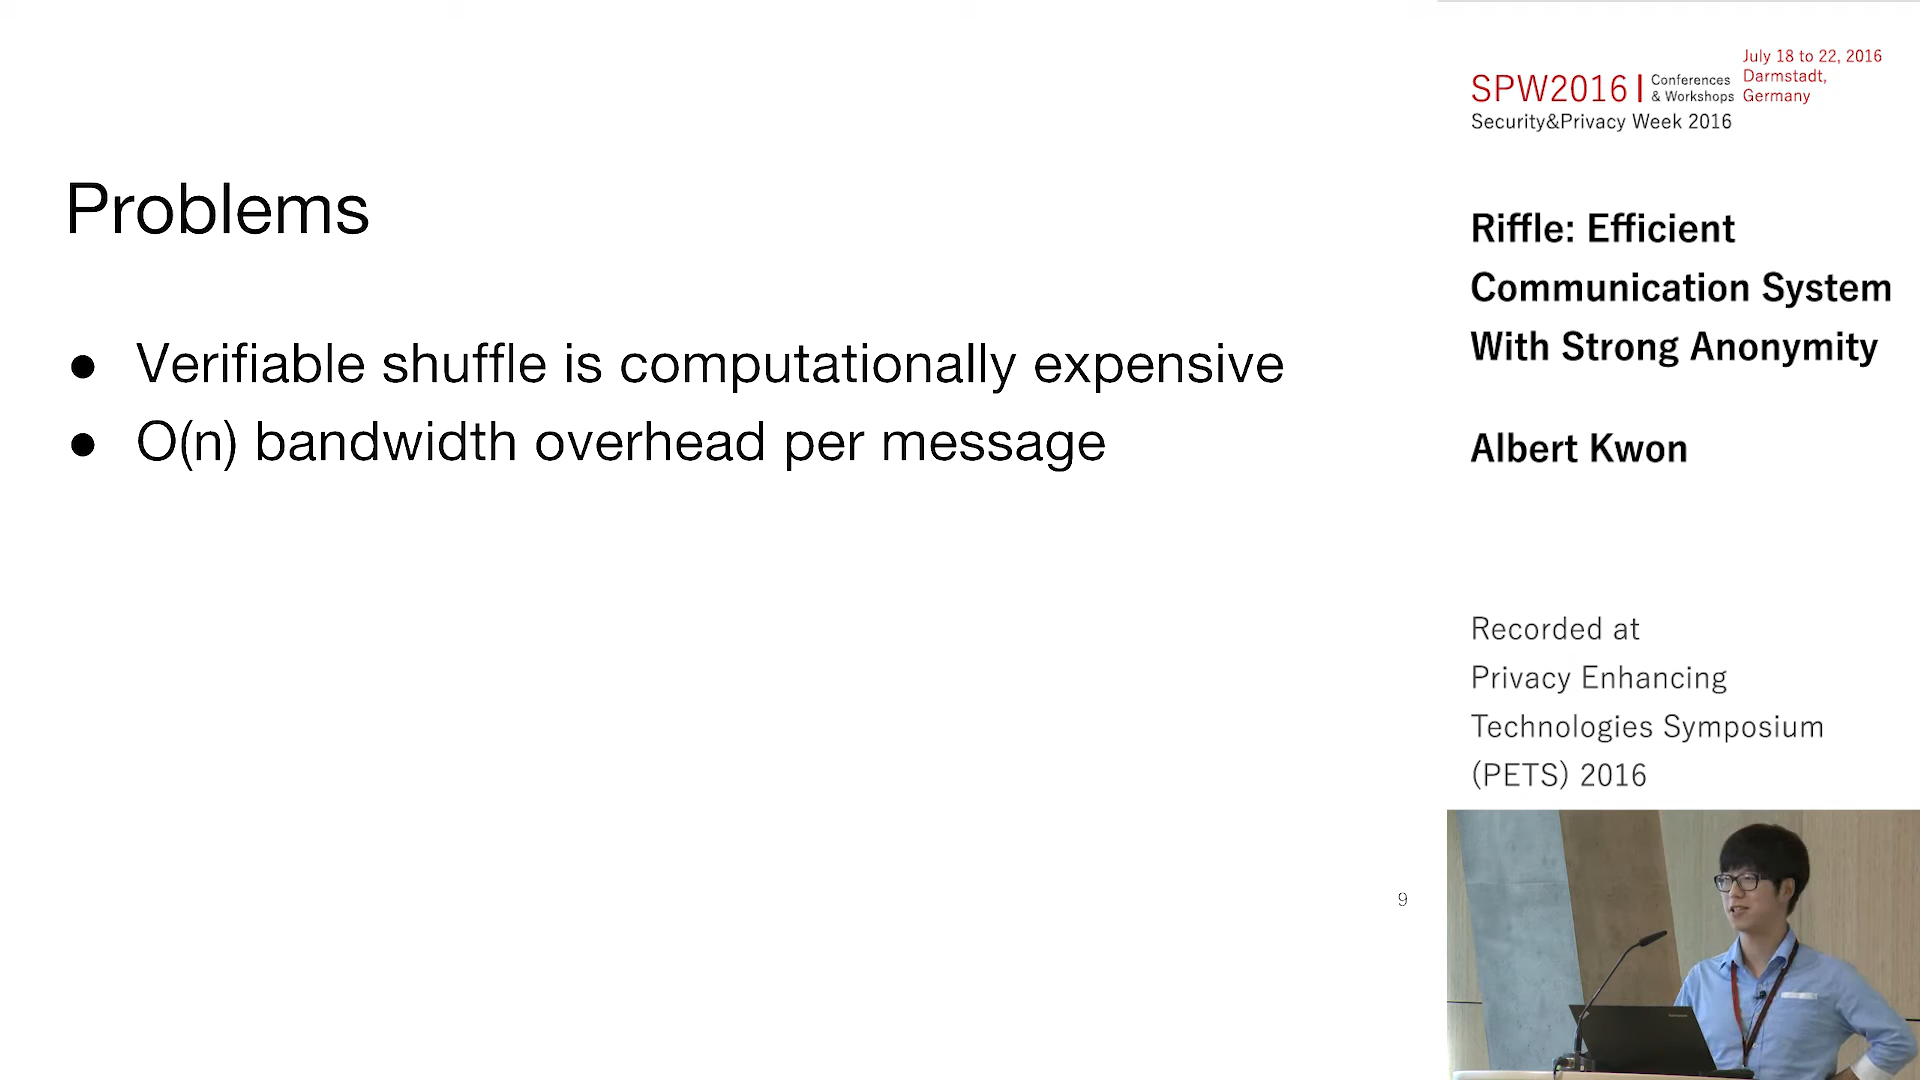 Problems
● Verifiable shuffle is computationally expensive
● O(n) bandwidth overhead per message
9
July 18 to 22, 2016
Darmstadt,
Germany
SPW2016 | Conferences
& Workshops
Security&Privacy Week 2016
Riffle: Efficient
Communication System
With Strong Anonymity
Albert Kwon
Recorded at
Privacy Enhancing
Technologies Symposium
(PETS) 2016